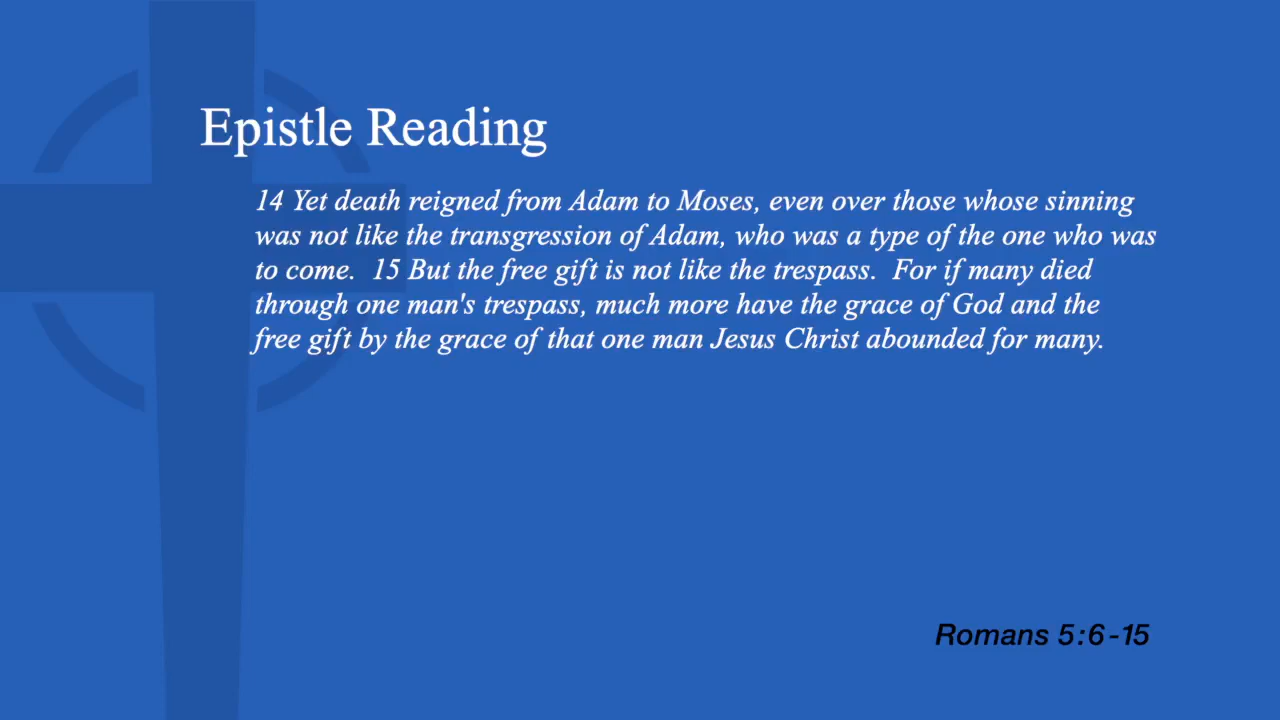 Epistle Reading
14 Yet death reigned from Adam to Moses, even over those whose sinning
was not like the transgression of Adam, who was a type of the one who was
to come.  15 But the free gift is not like the trespass.  For if many died
through one man's trespass, much more have the grace of God and the
free gift by the grace of that one man Jesus Christ abounded for many.
Romans 5:6-15